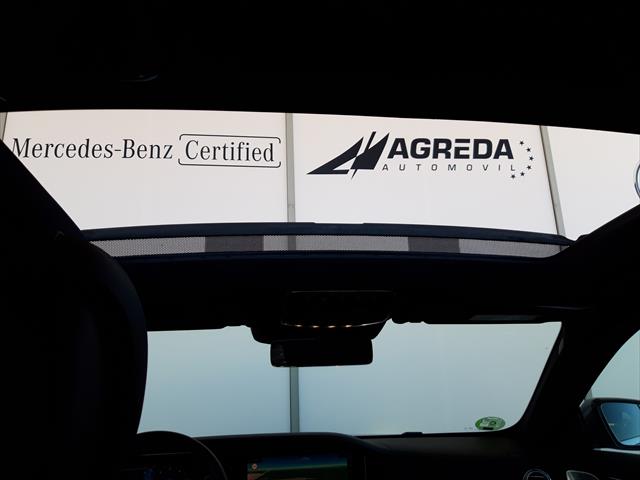 Mercedes-Benz Certified
AGREDA
AUTOMOVIL